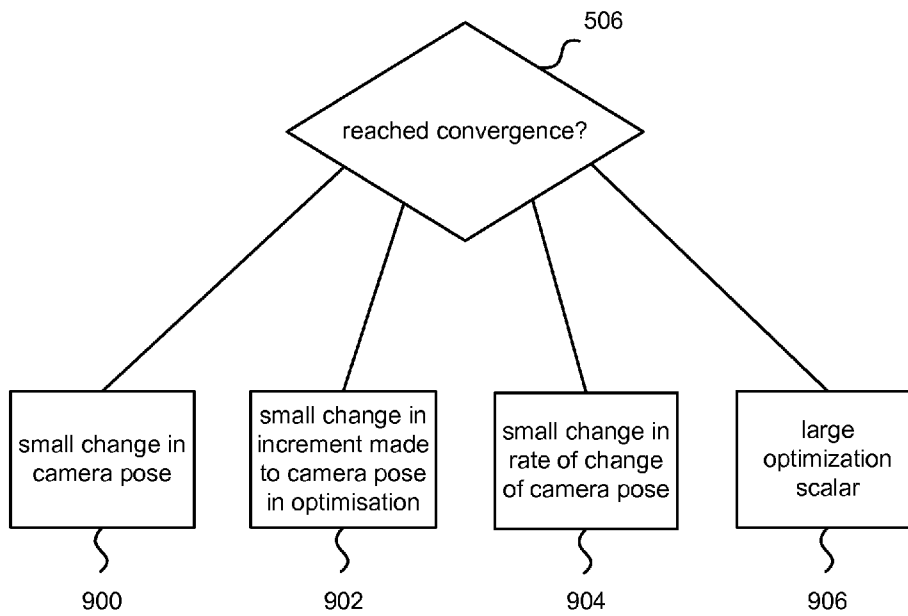 506
reached convergence?
small change in
camera pose
small change in
increment made
to camera pose
in optimisation
small change in
rate of change
of camera pose
large
optimization
scalar
900
902
904
906